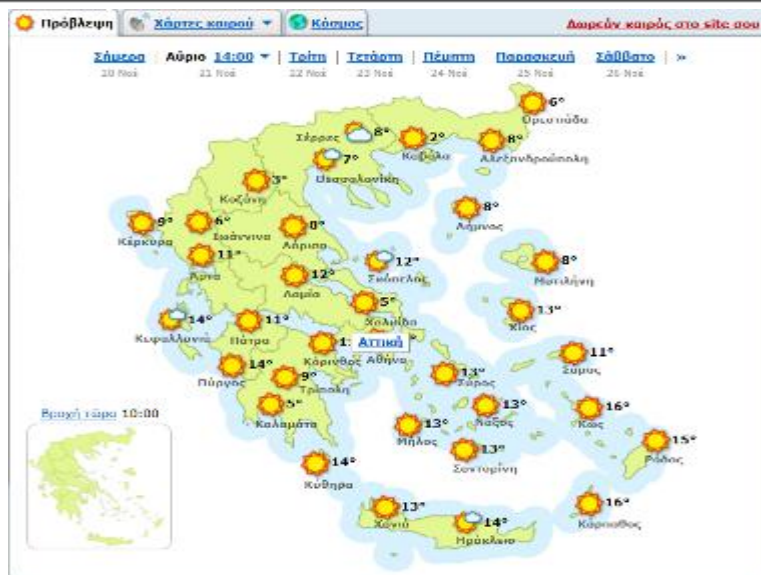 Πρόβλεψη Χάρτες καιρού Κόσμος Δωρεάν καιρός στο site σου
Σήμερα Αύριο 14:00 Τρίτη Τετάρτη Πέμπτη Παρασκευή Σάββατο »
20 Νοέ 21 Νοέ 22 Νοέ 23 Νοέ 24 Νοέ 25 Νοέ 26 Νοέ
6°
Ορεστιάδα
Σέρρες 8° 2° 8°
Καβάλα Αλεξανδρούπολη
7°
Θεσσαλονίκη
3°
Κοζάνη
8°
Λήμνος
9° 6° 8°
Κέρκυρα Ιωάννινα Λάρισα
11° 12° 8°
Άρτα Σκόπελος Μυτιλήνη
12°
Λαμία
5° 13°
Χαλκίδα Χίος
14° 11°
Κεφαλλονιά Πάτρα
Αττική
Κόρινθος Αθήνα
11°
Σάμος
14° 9° 13°
Πύργος Τρίπολη Σύρος
5° 13° 16°
Καλαμάτα Νάξος Κως
Βροχή τώρα 10:00
13°
Μήλος
15°
Ρόδος
13°
Σαντορίνη
14°
Κύθηρα
13° 16°
Χανιά Κάρπαθος
14°
Ηράκλειο